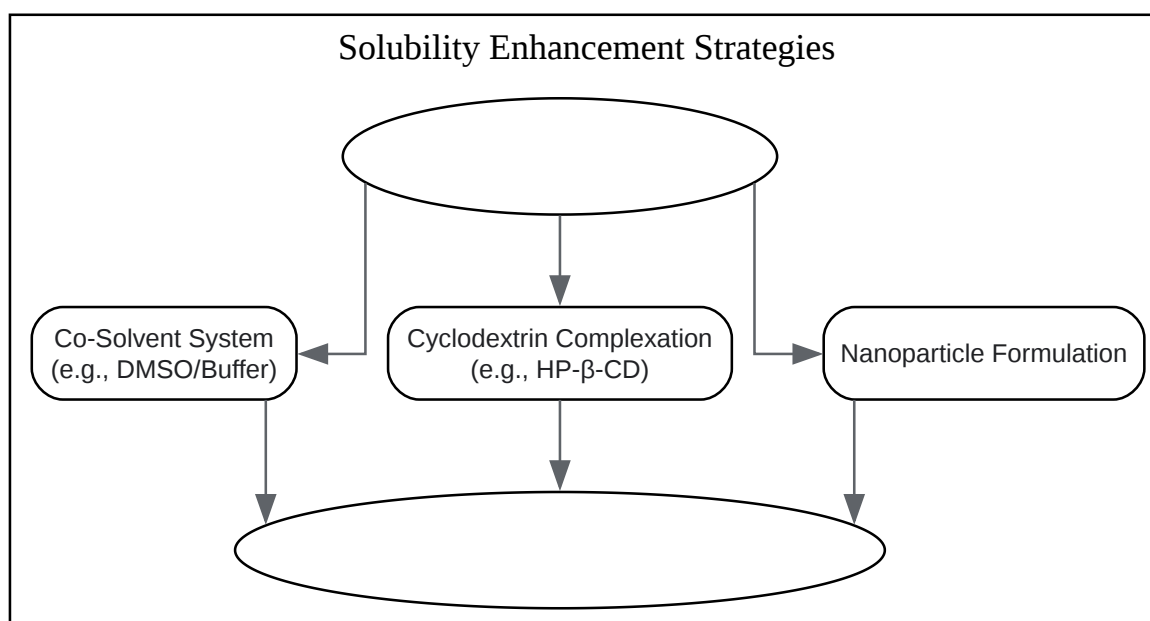 Solubility Enhancement Strategies
Co-Solvent System
(e.g., DMSO/Buffer)
Cyclodextrin Complexation
(e.g., HP-β-CD)
Nanoparticle Formulation